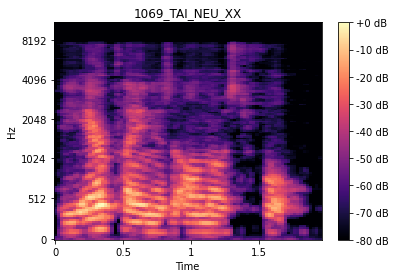 1069_TAI_NEU_XX
+0 dB
8192
-10 dB
4096
-20 dB
-30 dB
2048
Hz
-40 dB
1024
-50 dB
512
-60 dB
-70 dB
0
-80 dB
0
0.5
1
1.5
Time